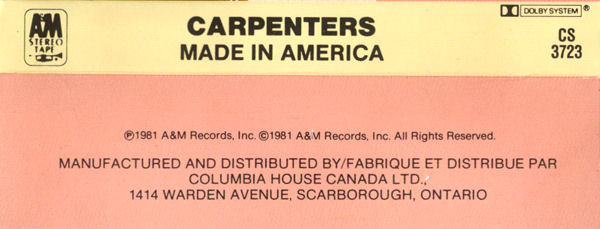 A&M
STEREO
TAPE
CARPENTERS
MADE IN AMERICA
DOLBY SYSTEM ®
CS
3723
℗1981 A&M Records, Inc. ©1981 A&M Records, Inc. All Rights Reserved.
MANUFACTURED AND DISTRIBUTED BY/FABRIQUE ET DISTRIBUE PAR
COLUMBIA HOUSE CANADA LTD.,
1414 WARDEN AVENUE, SCARBOROUGH, ONTARIO